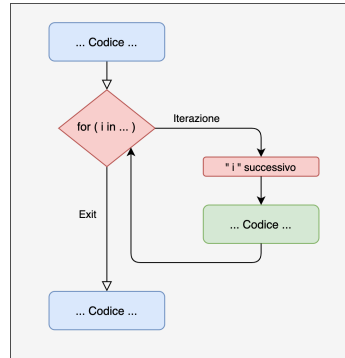 ... Codice ...
for ( i in ... )
Iterazione
" i " successivo
... Codice ...
Exit
... Codice ...